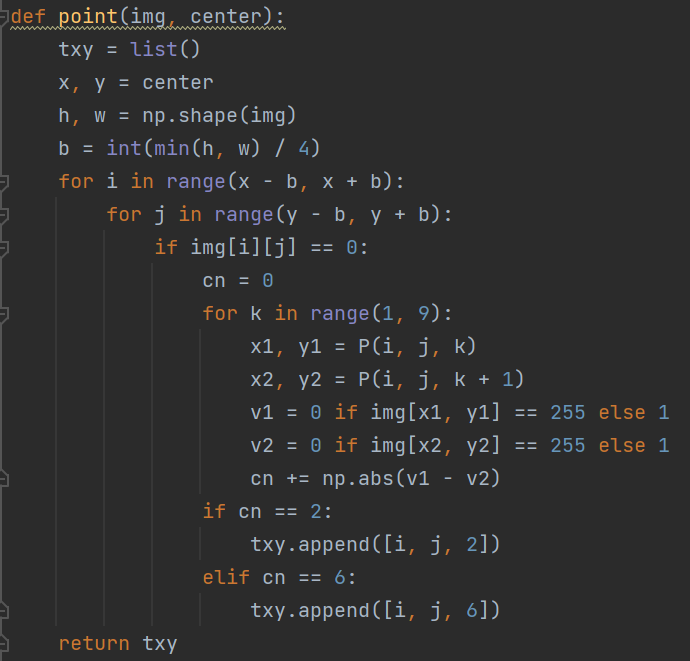 def point(img, center):
    txy = list()
    x, y = center
    h, w = np.shape(img)
    b = int(min(h, w) / 4)
    for i in range(x - b, x + b):
        for j in range(y - b, y + b):
            if img[i][j] == 0:
                cn = 0
                for k in range(1, 9):
                    x1, y1 = P(i, j, k)
                    x2, y2 = P(i, j, k + 1)
                    v1 = 0 if img[x1, y1] == 255 else 1
                    v2 = 0 if img[x2, y2] == 255 else 1
                    cn += np.abs(v1 - v2)
                if cn == 2:
                    txy.append([i, j, 2])
                elif cn == 6:
                    txy.append([i, j, 6])
    return txy